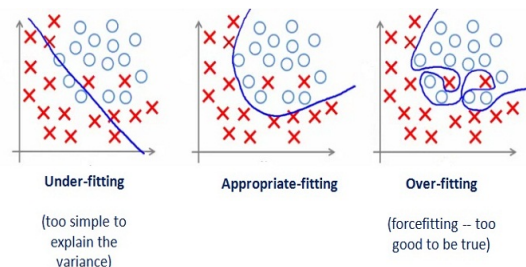 Under-fitting
(too simple to
explain the
variance)
Appropriate-fitting
Over-fitting
(forcefitting -- too
good to be true)